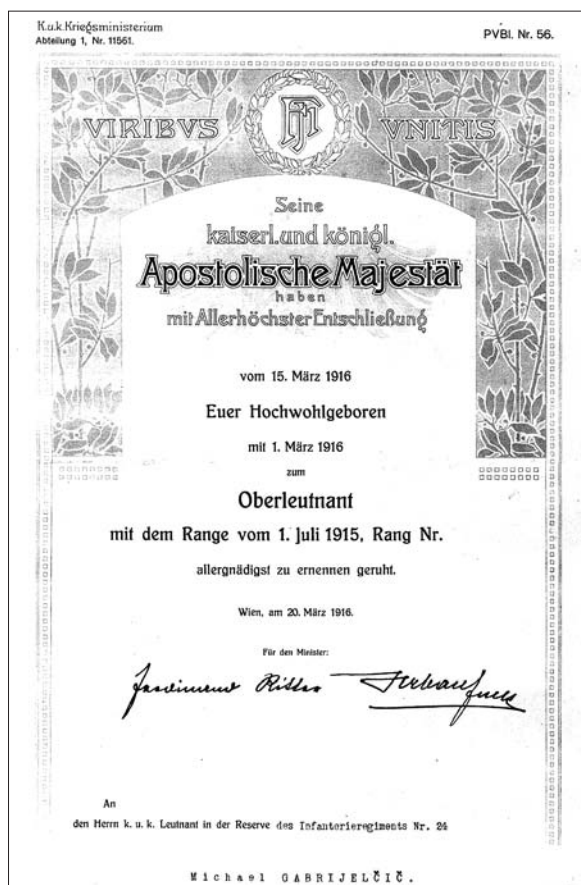 K.u.k. Kriegsministerium
Abteilung 1, Nr. 11561.
PVBl. Nr. 56.
VIRIBVS VNITIS
FJI
Seine
kaiserl. und königl.
Apostolische Majestät
haben
mit Allerhöchster Entschließung
vom 15. März 1916
Euer Hochwohlgeboren
mit 1. März 1916
zum
Oberleutnant
mit dem Range vom 1. Juli 1915, Rang Nr.
allergnädigst zu ernennen geruht.
Wien, am 20. März 1916.
Für den Minister:
Ferdinand Ritter
An
den Herrn k. u. k. Leutnant in der Reserve des Infanterieregiments Nr. 24
Michael GABRIJELČIČ.